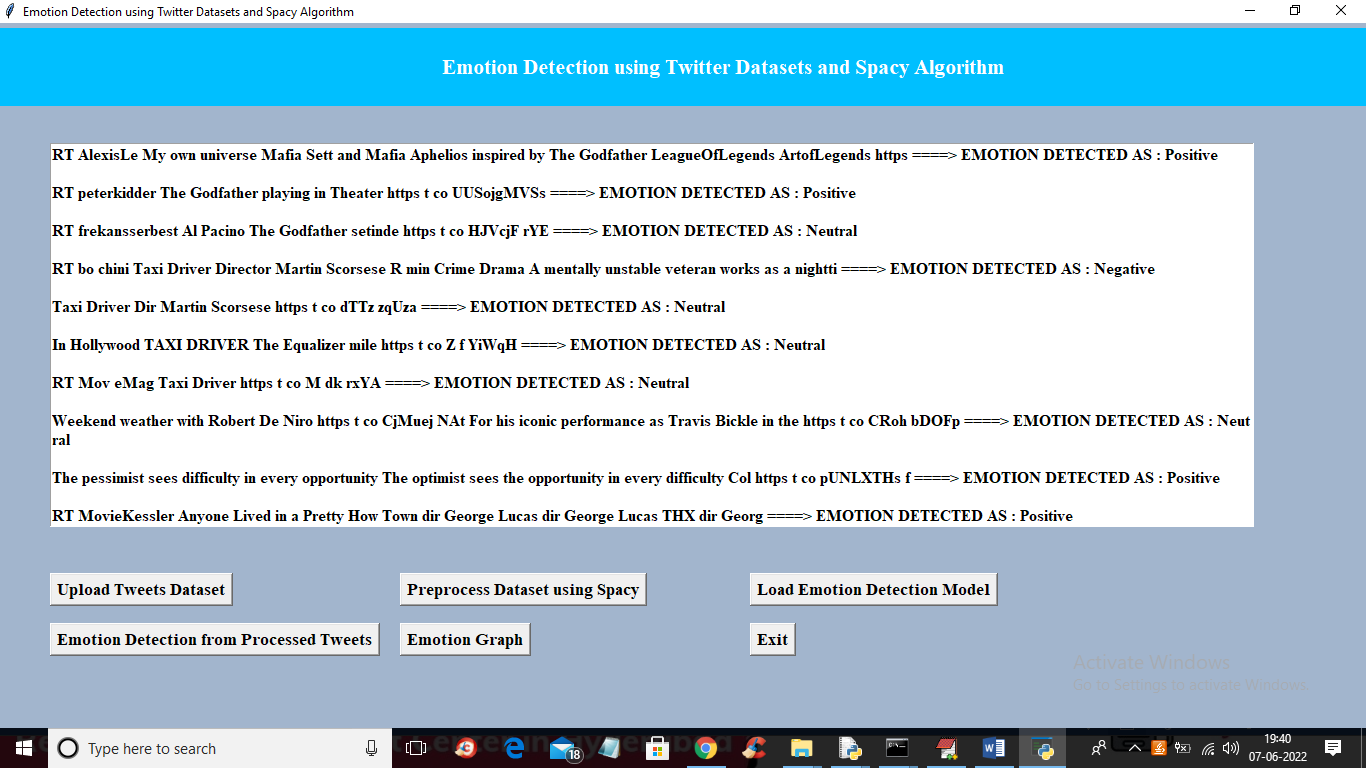 Emotion Detection using Twitter Datasets and Spacy Algorithm
Emotion Detection using Twitter Datasets and Spacy Algorithm
RT AlexisLe My own universe Mafia Sett and Mafia Aphelios inspired by The Godfather LeagueOfLegends ArtofLegends https ====> EMOTION DETECTED AS : Positive
RT peterkidder The Godfather playing in Theater https t co UUSojgMVSs ====> EMOTION DETECTED AS : Positive
RT frekansserbest Al Pacino The Godfather setinde https t co HJVcjF rYE ====> EMOTION DETECTED AS : Neutral
RT bo chini Taxi Driver Director Martin Scorsese R min Crime Drama A mentally unstable veteran works as a nightti ====> EMOTION DETECTED AS : Negative
Taxi Driver Dir Martin Scorsese https t co dTTz zqUza ====> EMOTION DETECTED AS : Neutral
In Hollywood TAXI DRIVER The Equalizer mile https t co Z f YiWqH ====> EMOTION DETECTED AS : Neutral
RT Mov eMag Taxi Driver https t co M dk rxYA ====> EMOTION DETECTED AS : Neutral
Weekend weather with Robert De Niro https t co CjMuej NAt For his iconic performance as Travis Bickle in the https t co CRoh bDOFp ====> EMOTION DETECTED AS : Neut
ral
The pessimist sees difficulty in every opportunity The optimist sees the opportunity in every difficulty Col https t co pUNLXTHs f ====> EMOTION DETECTED AS : Positive
RT MovieKessler Anyone Lived in a Pretty How Town dir George Lucas dir George Lucas THX dir Georg ====> EMOTION DETECTED AS : Positive
Upload Tweets Dataset
Preprocess Dataset using Spacy
Load Emotion Detection Model
Emotion Detection from Processed Tweets
Emotion Graph
Exit
Activate Windows
Go to Settings to activate Windows.
Type here to search
18
19:40
07-06-2022